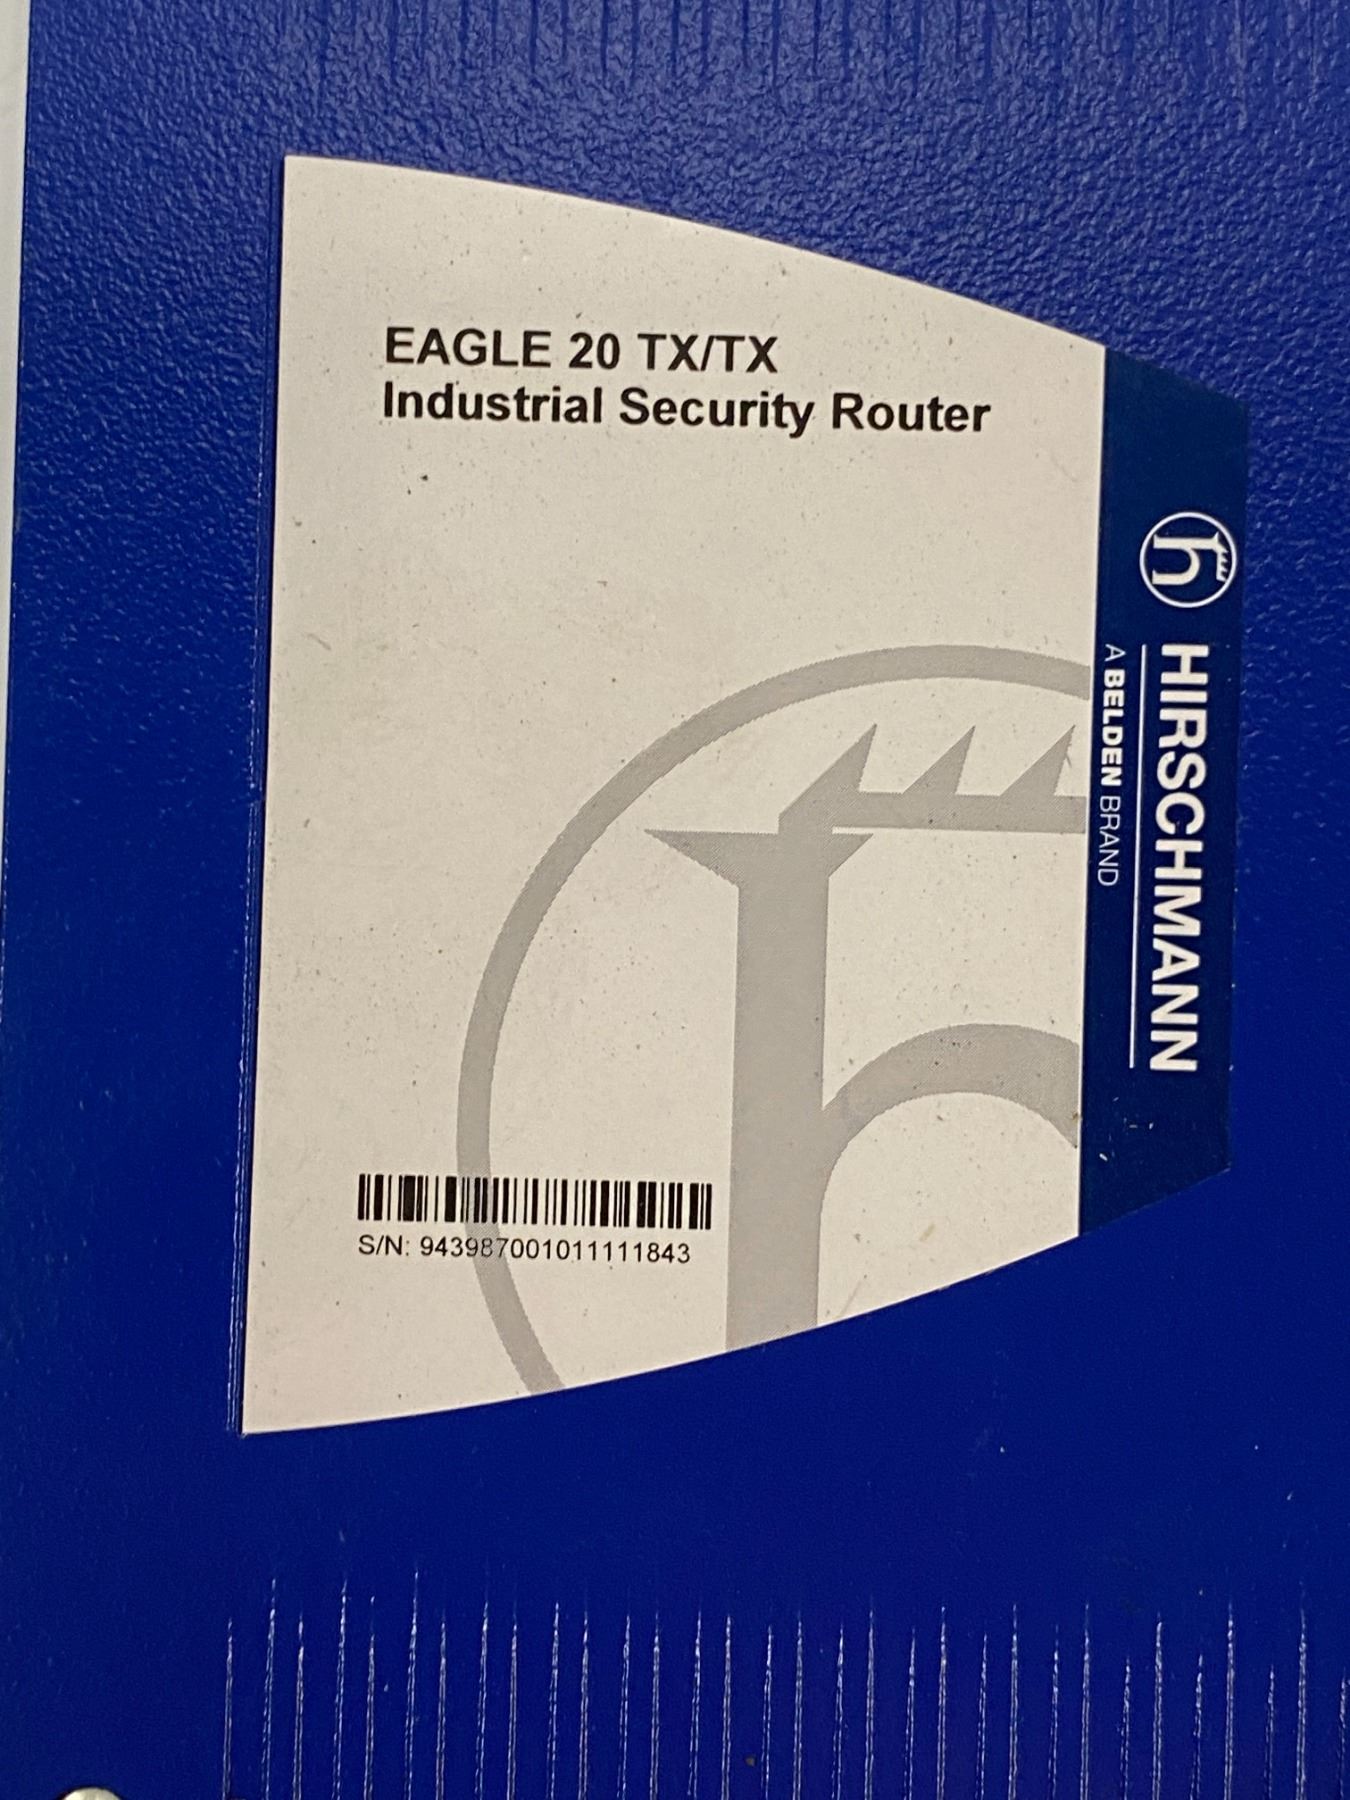 EAGLE 20 TX/TX
Industrial Security Router
HIRSCHMANN
A BELDEN BRAND
S/N: 943987001011111843